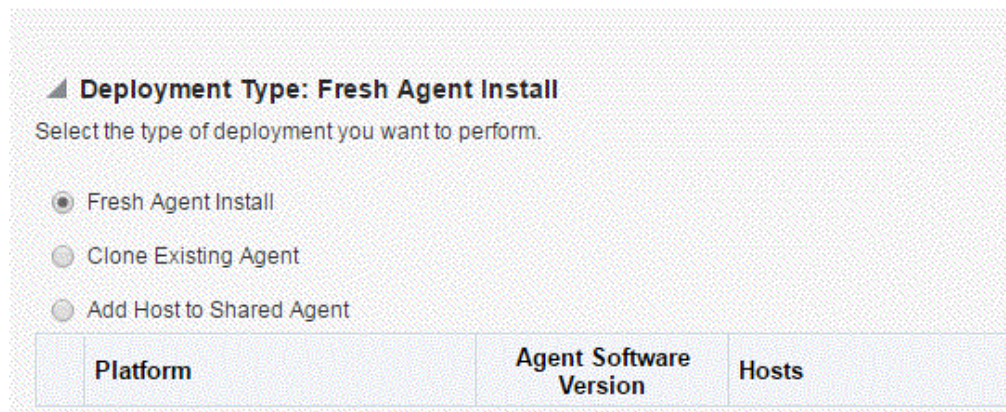 Deployment Type: Fresh Agent Install
Select the type of deployment you want to perform.
Fresh Agent Install
Clone Existing Agent
Add Host to Shared Agent
Platform
Agent Software
Version
Hosts